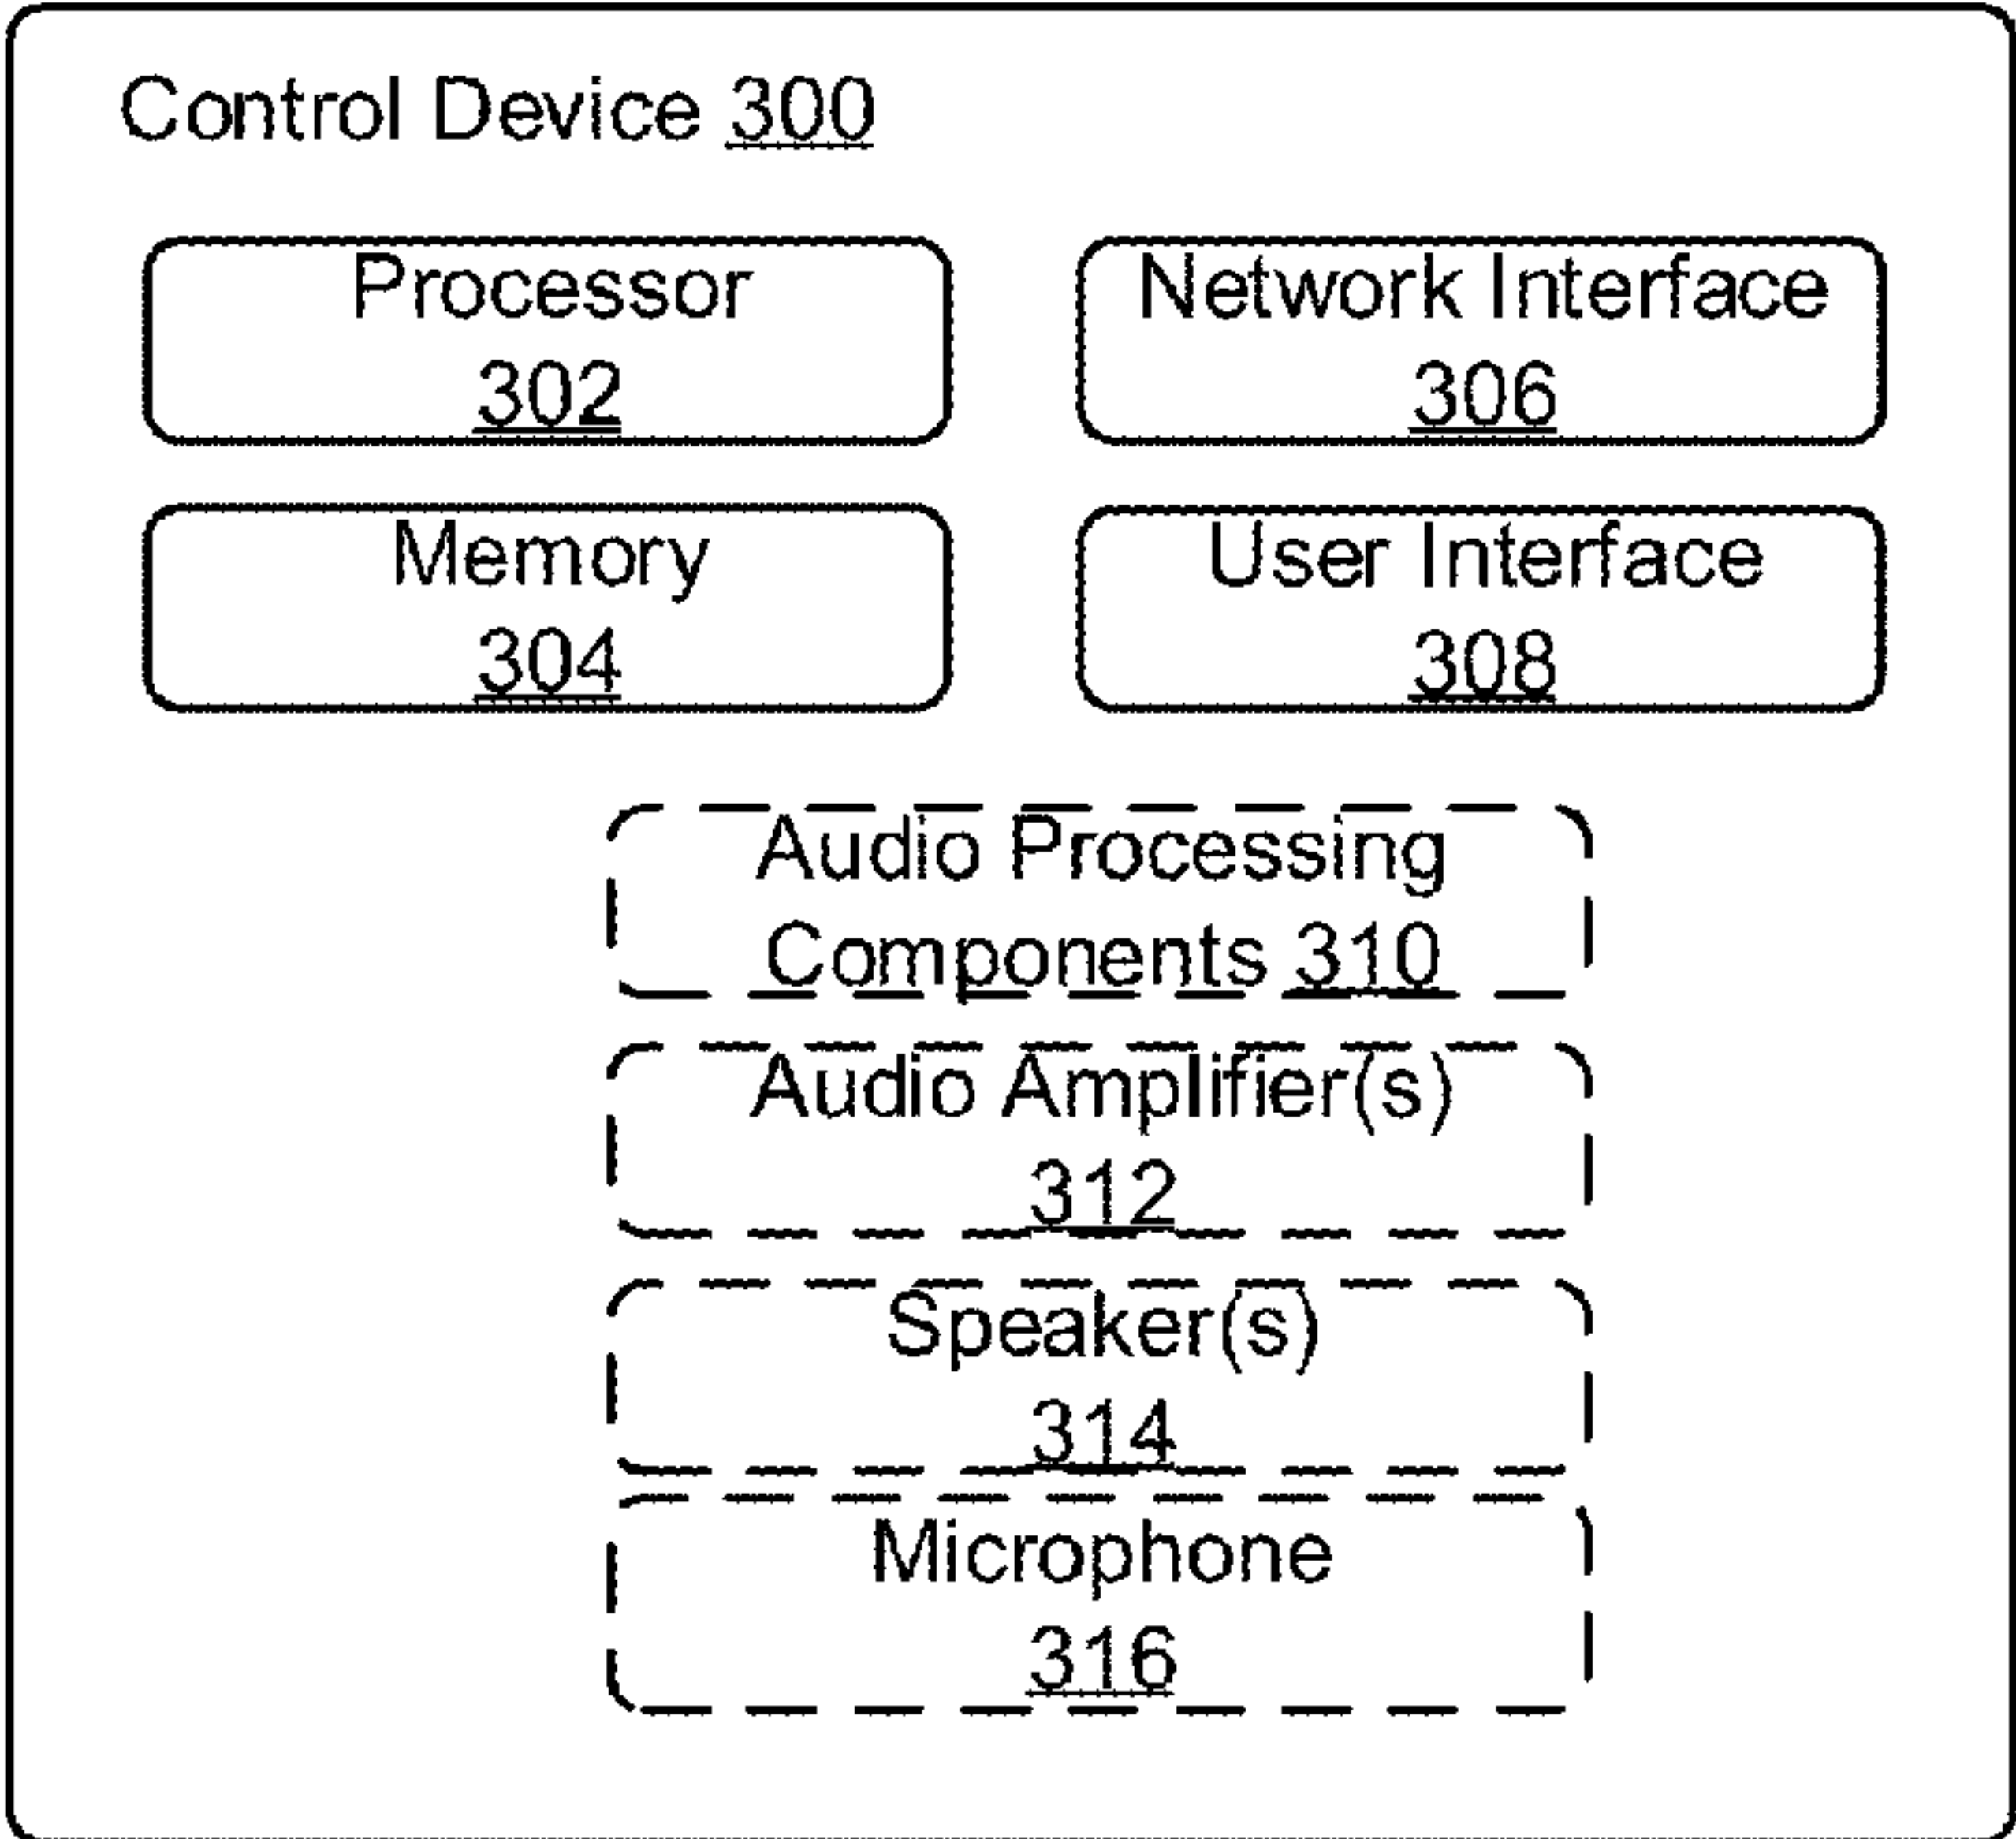 Control Device 300
Processor
302
Network Interface
306
Memory
304
User Interface
308
Audio Processing
Components 310
Audio Amplifier(s)
312
Speaker(s)
314
Microphone
316